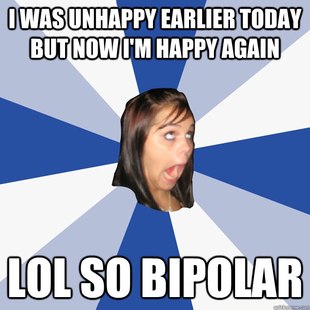 I WAS UNHAPPY EARLIER TODAY
BUT NOW I'M HAPPY AGAIN
LOL SO BIPOLAR